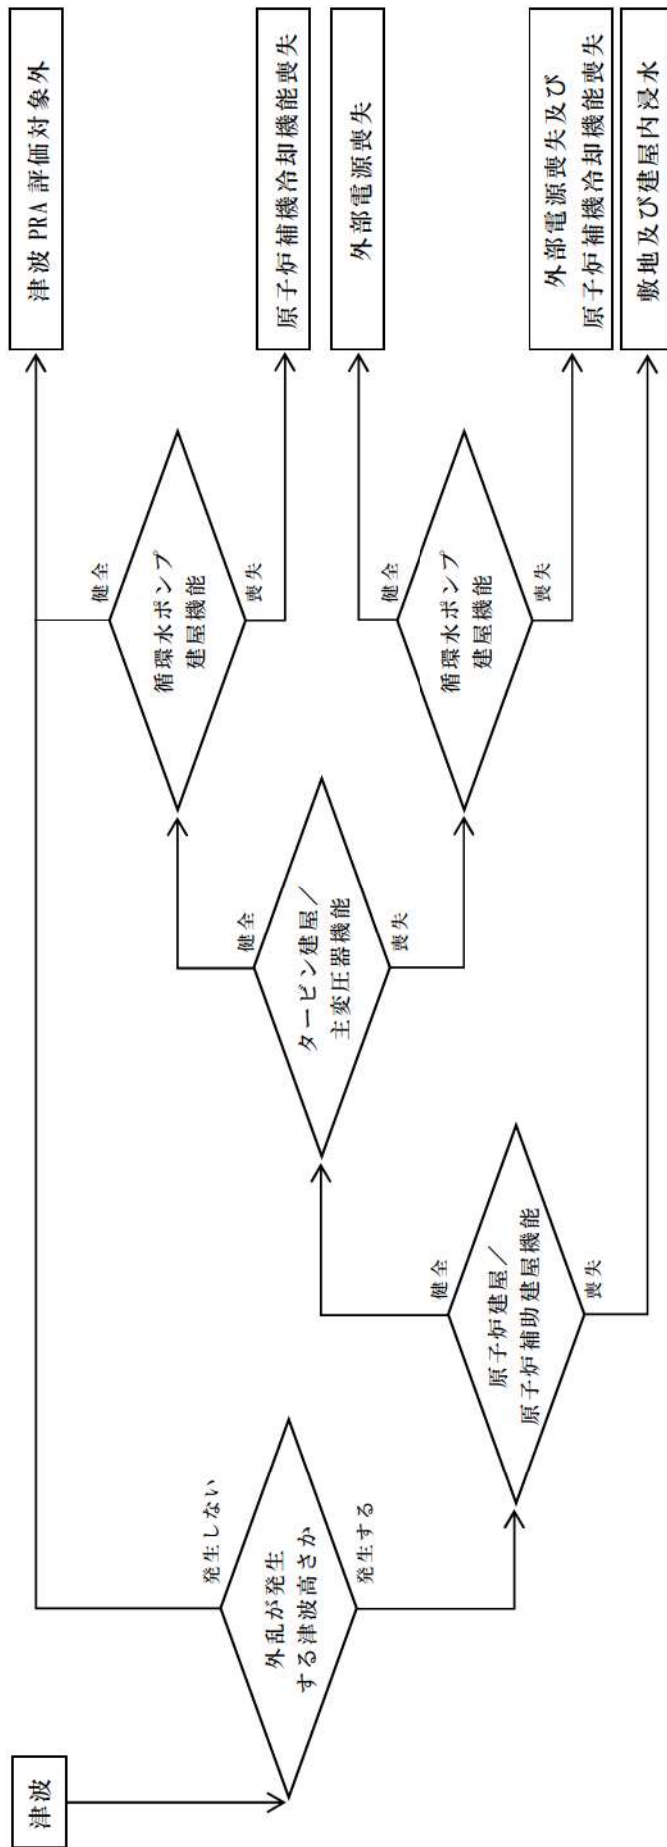 津波
外乱が発生
する津波高さか
発生しない
発生する
原子炉建屋／
原子炉補助建屋機能
健全
喪失
タービン建屋／
主変圧器機能
健全
喪失
循環水ポンプ
建屋機能
健全
喪失
循環水ポンプ
建屋機能
健全
喪失
津波 PRA 評価対象外
原子炉補機冷却機能喪失
外部電源喪失
外部電源喪失及び
原子炉補機冷却機能喪失
敷地及び建屋内浸水